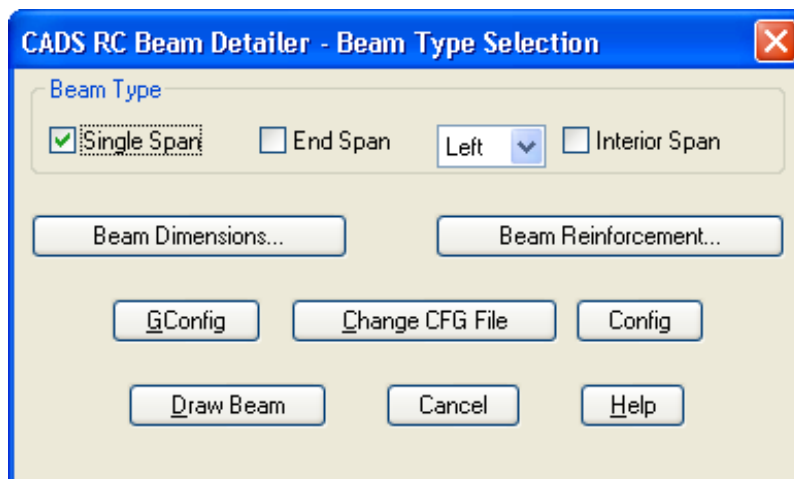 CADS RC Beam Detailer - Beam Type Selection
Beam Type
Single Span End Span Left Interior Span
Beam Dimensions... Beam Reinforcement...
GConfig Change CFG File Config
Draw Beam Cancel Help